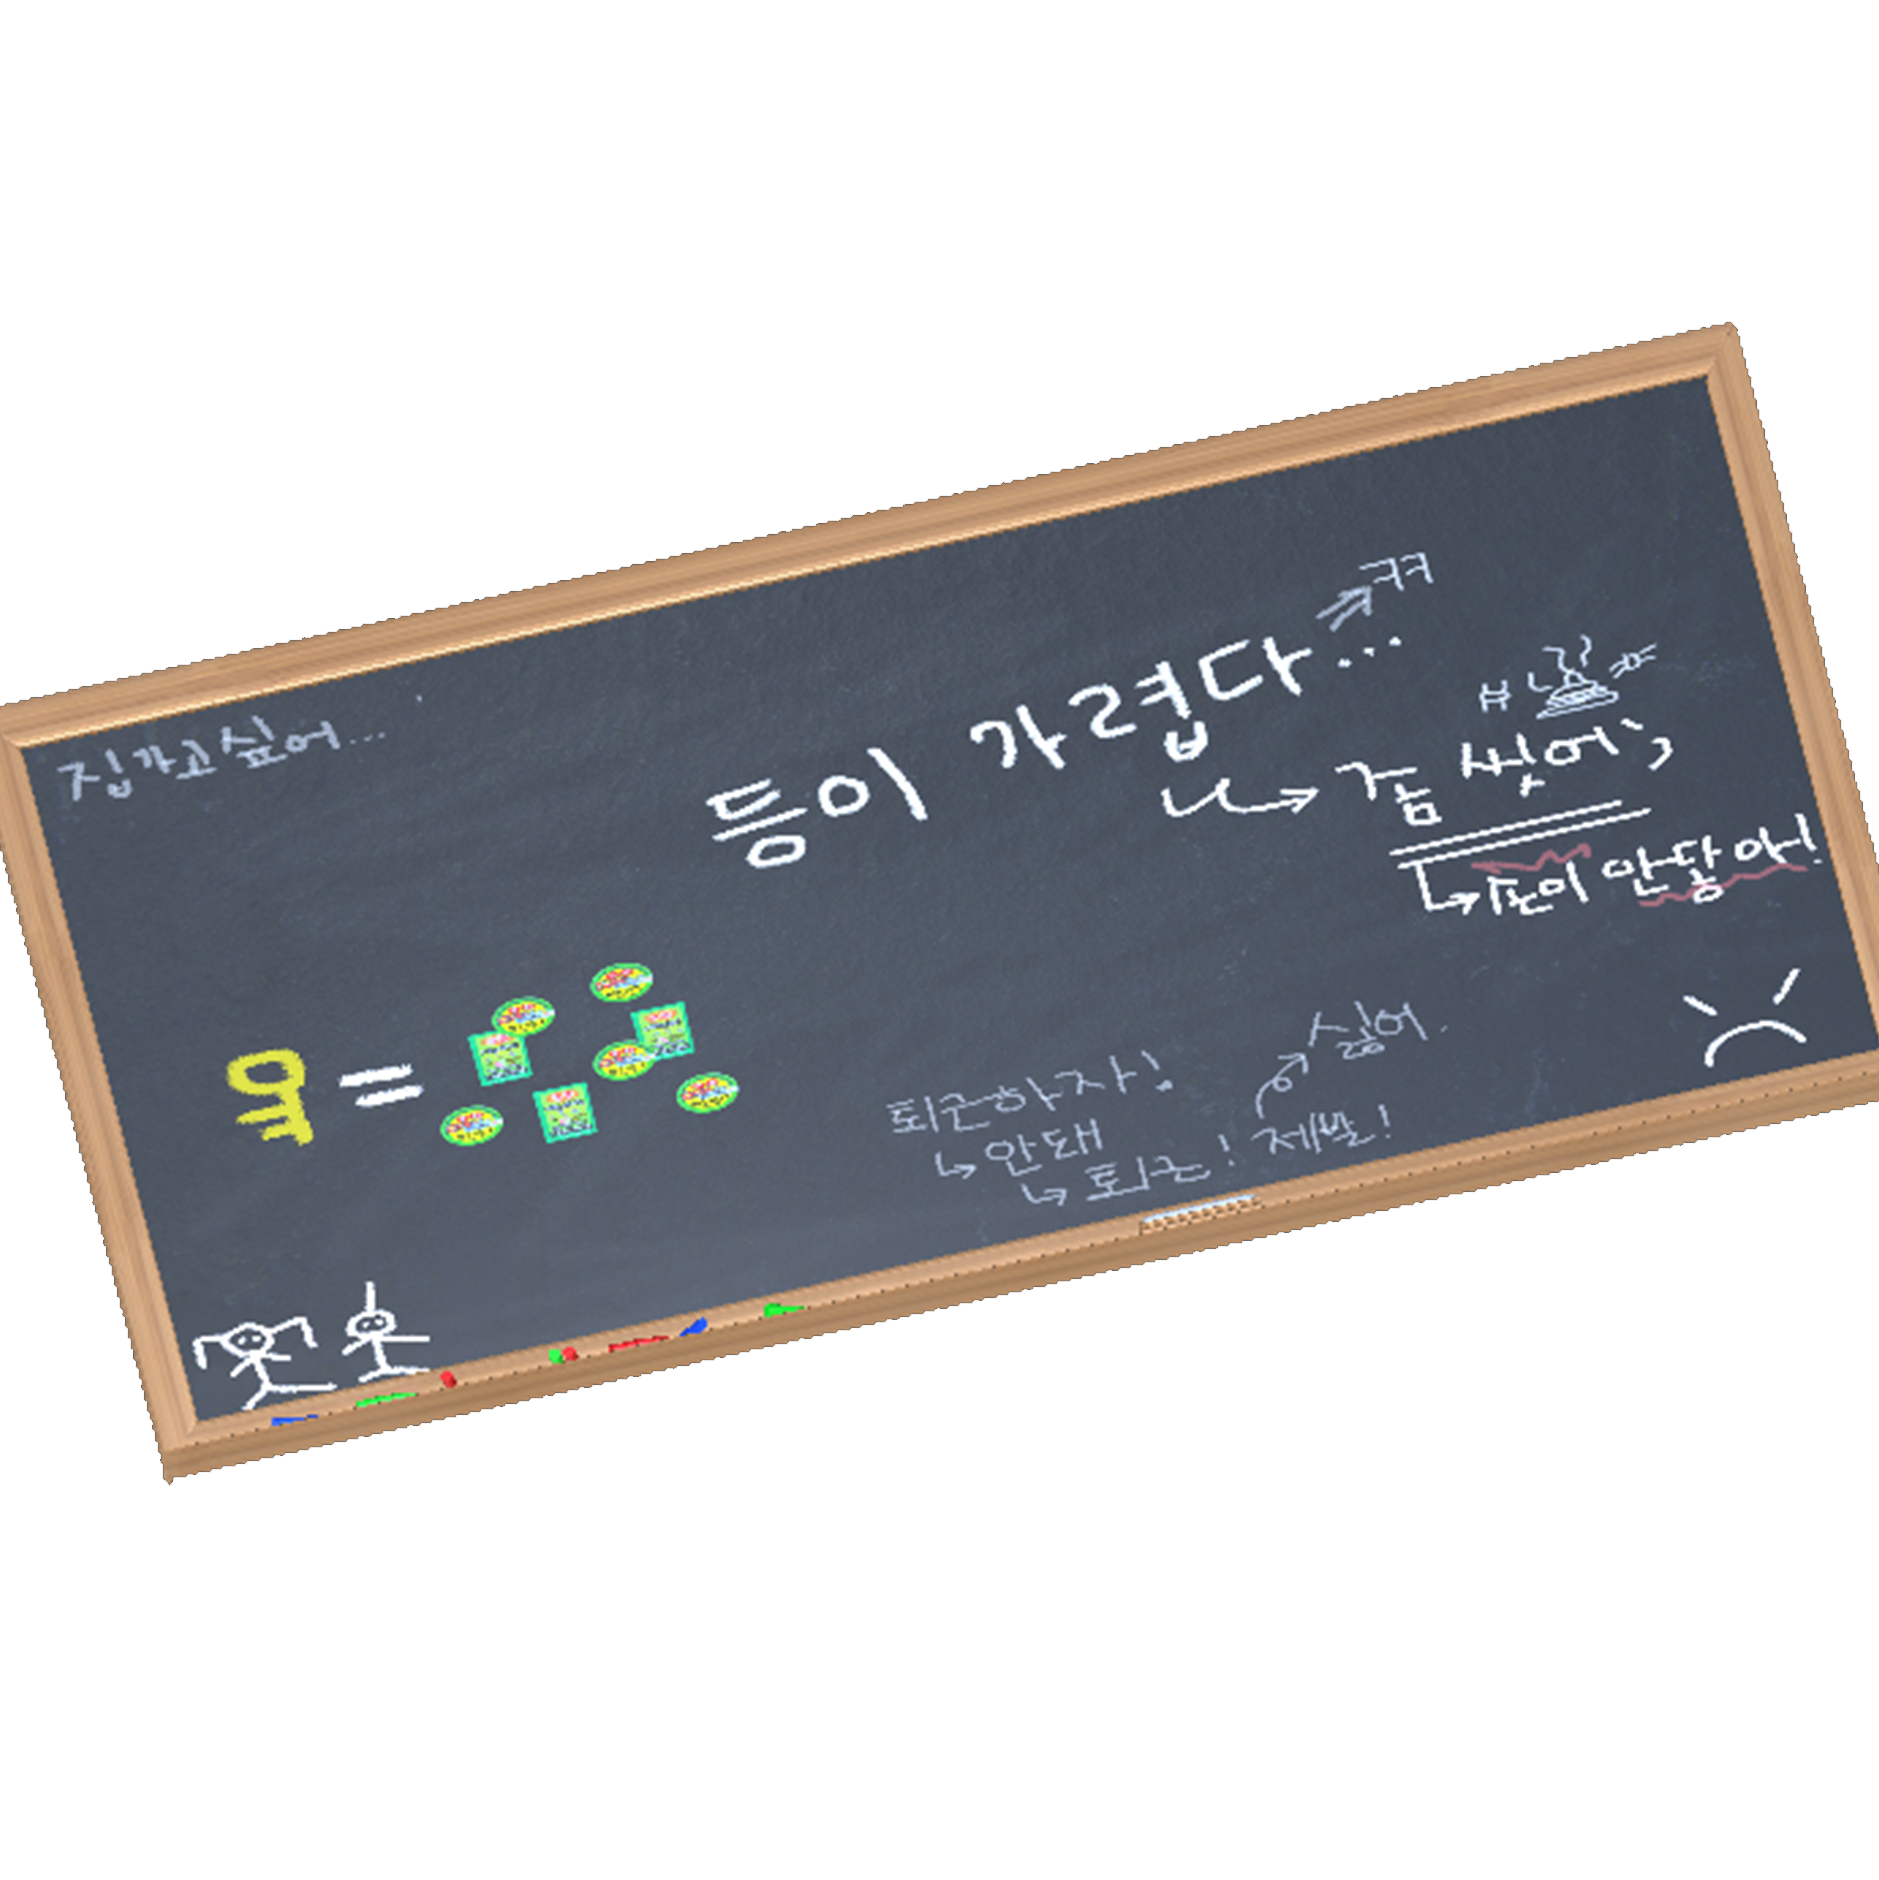 집가고싶어...
등이 가렵다...
⇒ ㅋㅋ
↳ 좀 씻어;
↳ 손이 안닿아!
=
퇴근하자!
↳ 안돼
↳ 퇴근! 제발!
싫어.